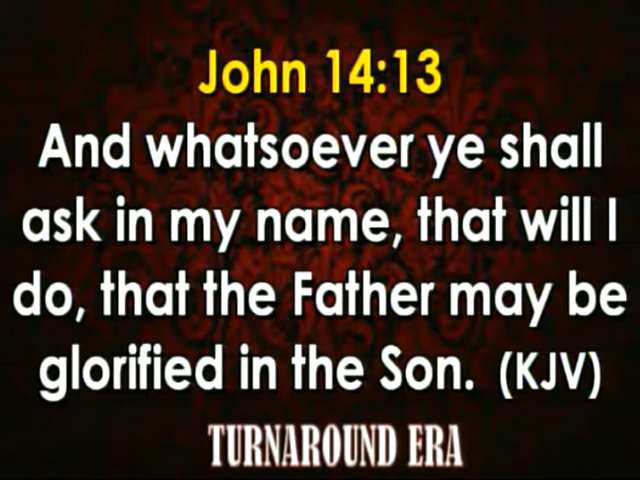 John 14:13
And whatsoever ye shall
ask in my name, that will I
do, that the Father may be
glorified in the Son. (KJV)
TURNAROUND ERA